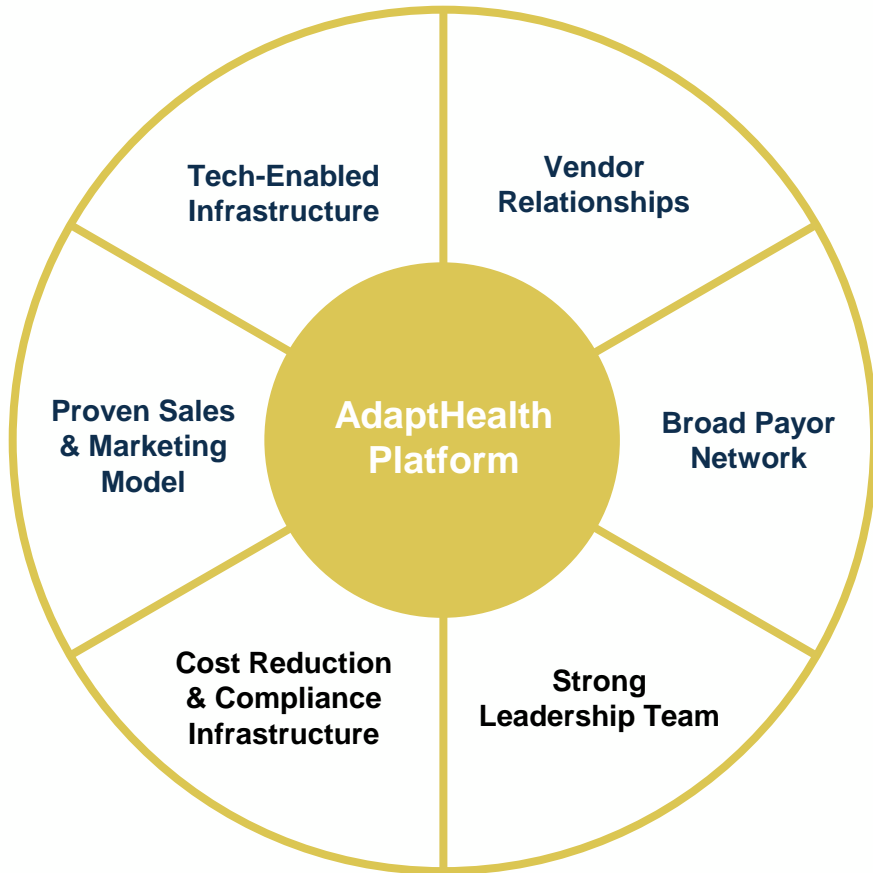 Tech-Enabled
Infrastructure
Vendor
Relationships
Proven Sales
& Marketing
Model
AdaptHealth
Platform
Broad Payor
Network
Cost Reduction
& Compliance
Infrastructure
Strong
Leadership Team